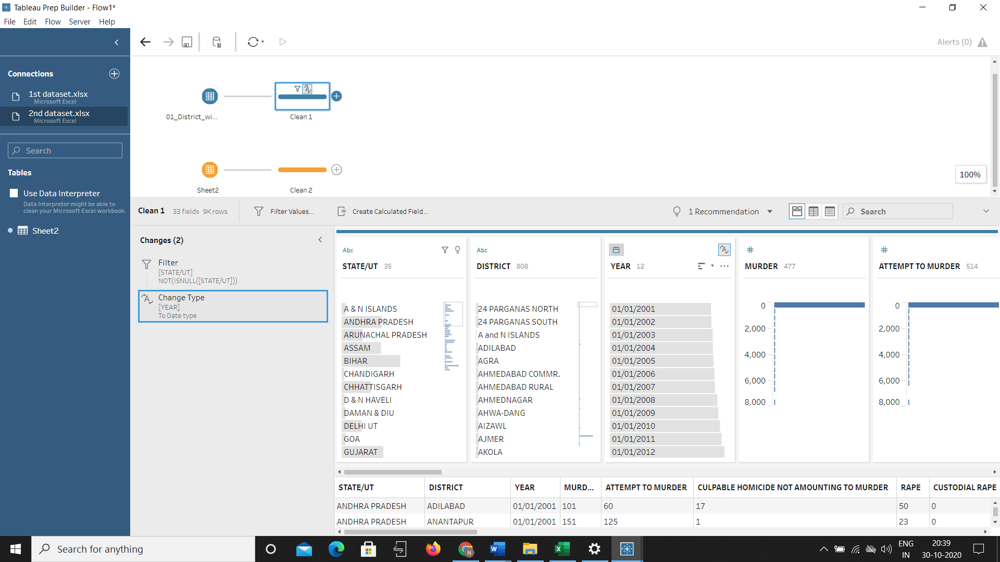 Tableau Prep Builder - Flow1*
File Edit Flow Server Help
Alerts (0)
Connections
1st dataset.xlsx
Microsoft Excel
2nd dataset.xlsx
Microsoft Excel
Search
Tables
Use Data Interpreter
Data Interpreter might be able to
clean your Microsoft Excel workbook.
Sheet2
01_District_wi...
Clean 1
Sheet2
Clean 2
100%
Clean 1 33 fields 9K rows Filter Values... Create Calculated Field... 1 Recommendation Search
Changes (2)
Filter
[STATE/UT]
NOT(ISNULL([STATE/UT]))
Change Type
[YEAR]
To Date type
Abc
STATE/UT 35
A & N ISLANDS
ANDHRA PRADESH
ARUNACHAL PRADESH
ASSAM
BIHAR
CHANDIGARH
CHHATTISGARH
D & N HAVELI
DAMAN & DIU
DELHI UT
GOA
GUJARAT
Abc
DISTRICT 808
24 PARGANAS NORTH
24 PARGANAS SOUTH
A and N ISLANDS
ADILABAD
AGRA
AHMEDABAD COMMR.
AHMEDABAD RURAL
AHMEDNAGAR
AHWA-DANG
AIZAWL
AJMER
AKOLA
YEAR 12
01/01/2001
01/01/2002
01/01/2003
01/01/2004
01/01/2005
01/01/2006
01/01/2007
01/01/2008
01/01/2009
01/01/2010
01/01/2011
01/01/2012
#
MURDER 477
0
2,000
4,000
6,000
8,000
#
ATTEMPT TO MURDER 514
0
2,000
4,000
6,000
8,000
STATE/UT DISTRICT YEAR MURD... ATTEMPT TO MURDER CULPABLE HOMICIDE NOT AMOUNTING TO MURDER RAPE CUSTODIAL RAPE
ANDHRA PRADESH ADILABAD 01/01/2001 101 60 17 50 0
ANDHRA PRADESH ANANTAPUR 01/01/2001 151 125 1 23 0
Search for anything
N
ENG
IN
20:39
30-10-2020